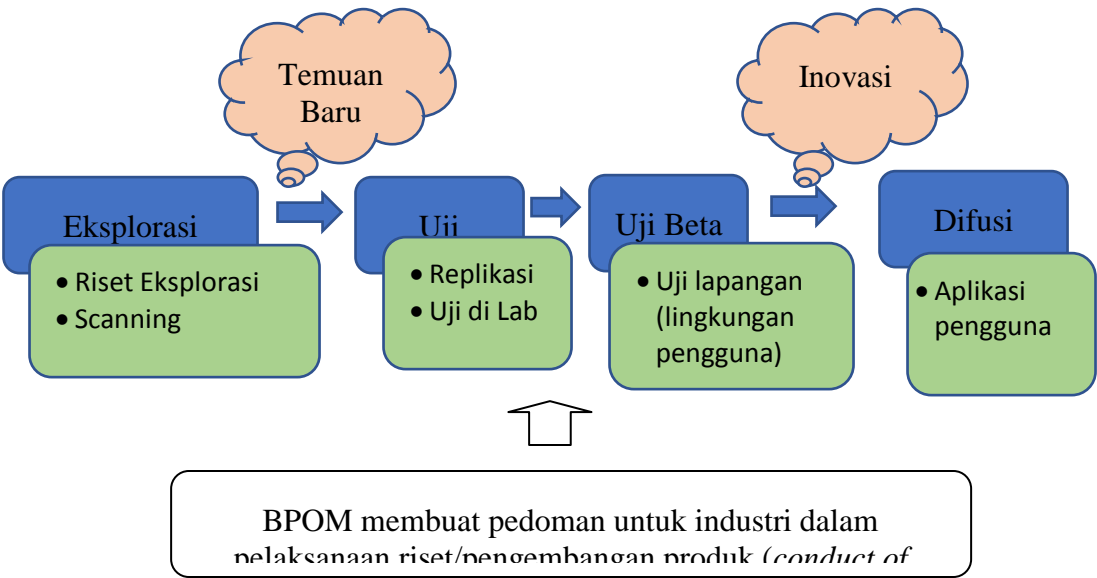 Temuan
Baru
Inovasi
Eksplorasi
• Riset Eksplorasi
• Scanning
Uji
• Replikasi
• Uji di Lab
Uji Beta
• Uji lapangan
(lingkungan
pengguna)
Difusi
• Aplikasi
pengguna
BPOM membuat pedoman untuk industri dalam
pelaksanaan riset/pengembangan produk (conduct of